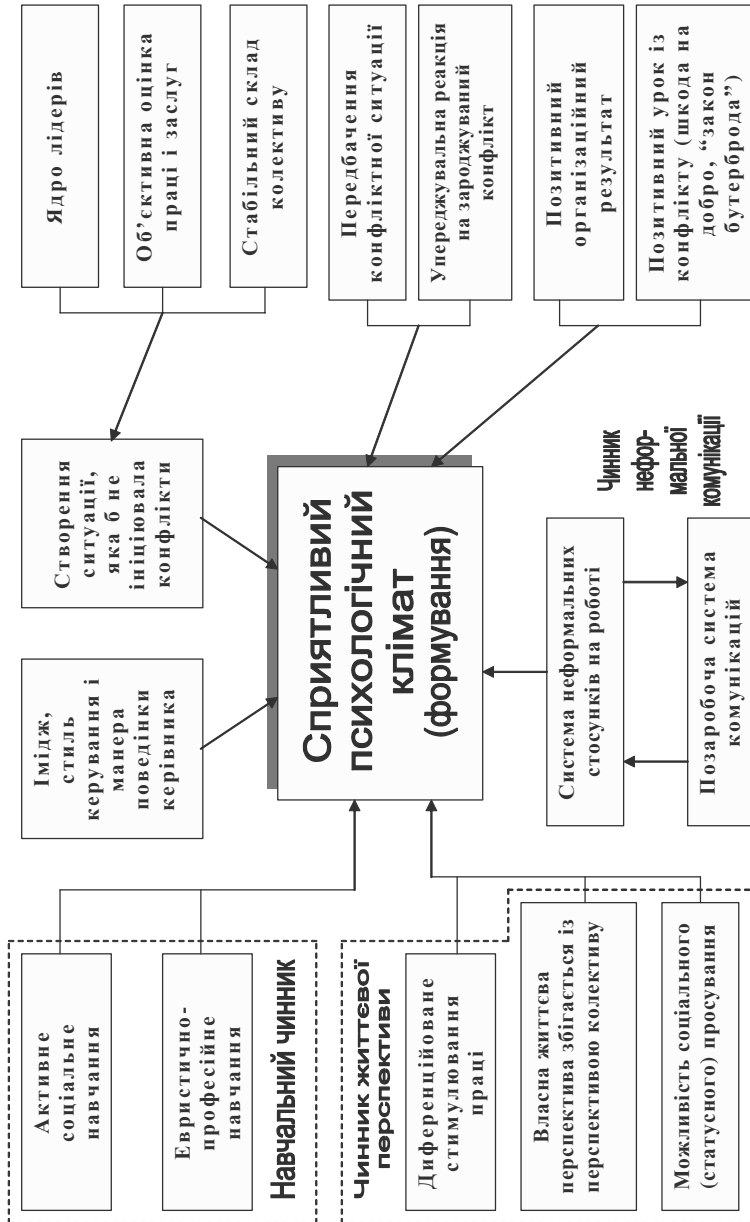 Активне
соціальне
навчання
Евристично-
професійне
навчання
Навчальний чинник
Чинник життєвої
перспективи
Диференційоване
стимулювання
праці
Власна життєва
перспектива збігається із
перспективою колективу
Можливість соціального
(статусного) просування
Імідж,
стиль
керування і
манера
поведінки
керівника
Створення
ситуації,
яка б не
ініціювала
конфлікти
Сприятливий
психологічний
клімат
(формування)
Система неформальних
стосунків на роботі
Позаробоча система
комунікацій
Чинник
нефор-
мальної
комунікації
Ядро лідерів
Об’єктивна оцінка
праці і заслуг
Стабільний склад
колективу
Передбачення
конфліктної ситуації
Упереджувальна реакція
на зароджуваний
конфлікт
Позитивний
організаційний
результат
Позитивний урок із
конфлікту (шкода на
добро, “закон
бутерброда”)